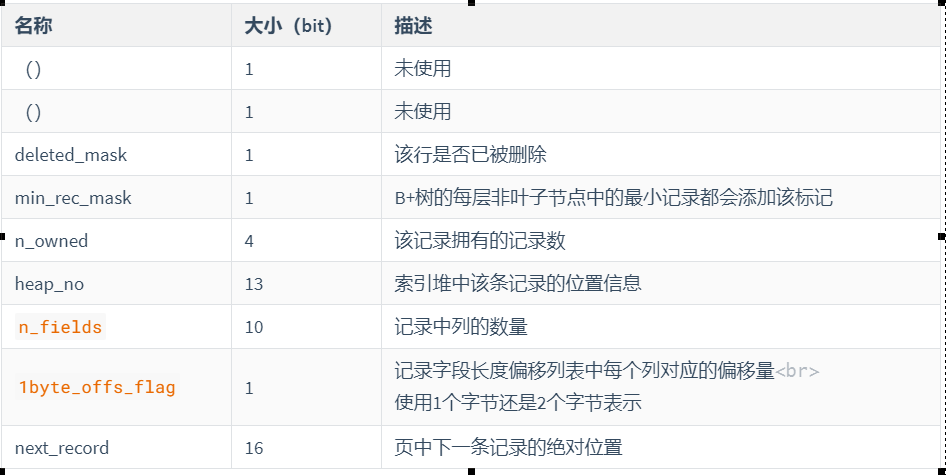 名称 大小（bit） 描述
() 1 未使用
() 1 未使用
deleted_mask 1 该行是否已被删除
min_rec_mask 1 B+树的每层非叶子节点中的最小记录都会添加该标记
n_owned 4 该记录拥有的记录数
heap_no 13 索引堆中该条记录的位置信息
n_fields 10 记录中列的数量
1byte_offs_flag 1 记录字段长度偏移列表中每个列对应的偏移量<br>
使用1个字节还是2个字节表示
next_record 16 页中下一条记录的绝对位置